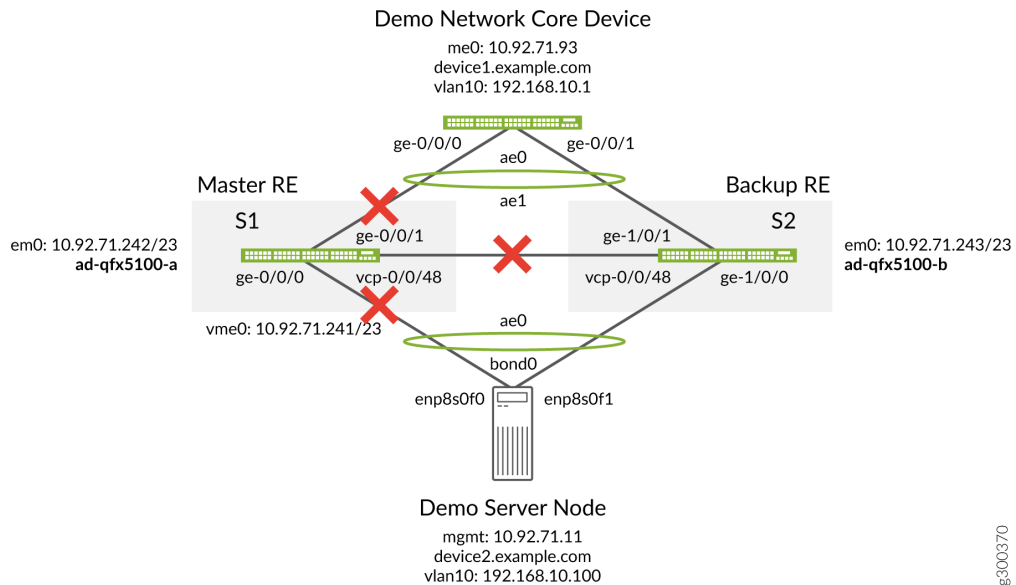 Demo Network Core Device
me0: 10.92.71.93
device1.example.com
vlan10: 192.168.10.1
ge-0/0/0
ge-0/0/1
ae0
ae1
Master RE
Backup RE
S1
S2
ge-0/0/1
ge-1/0/1
em0: 10.92.71.242/23
ad-qfx5100-a
em0: 10.92.71.243/23
ad-qfx5100-b
ge-0/0/0
vcp-0/0/48
vcp-0/0/48
ge-1/0/0
vme0: 10.92.71.241/23
ae0
bond0
enp8s0f0
enp8s0f1
Demo Server Node
mgmt: 10.92.71.11
device2.example.com
vlan10: 192.168.10.100
g300370